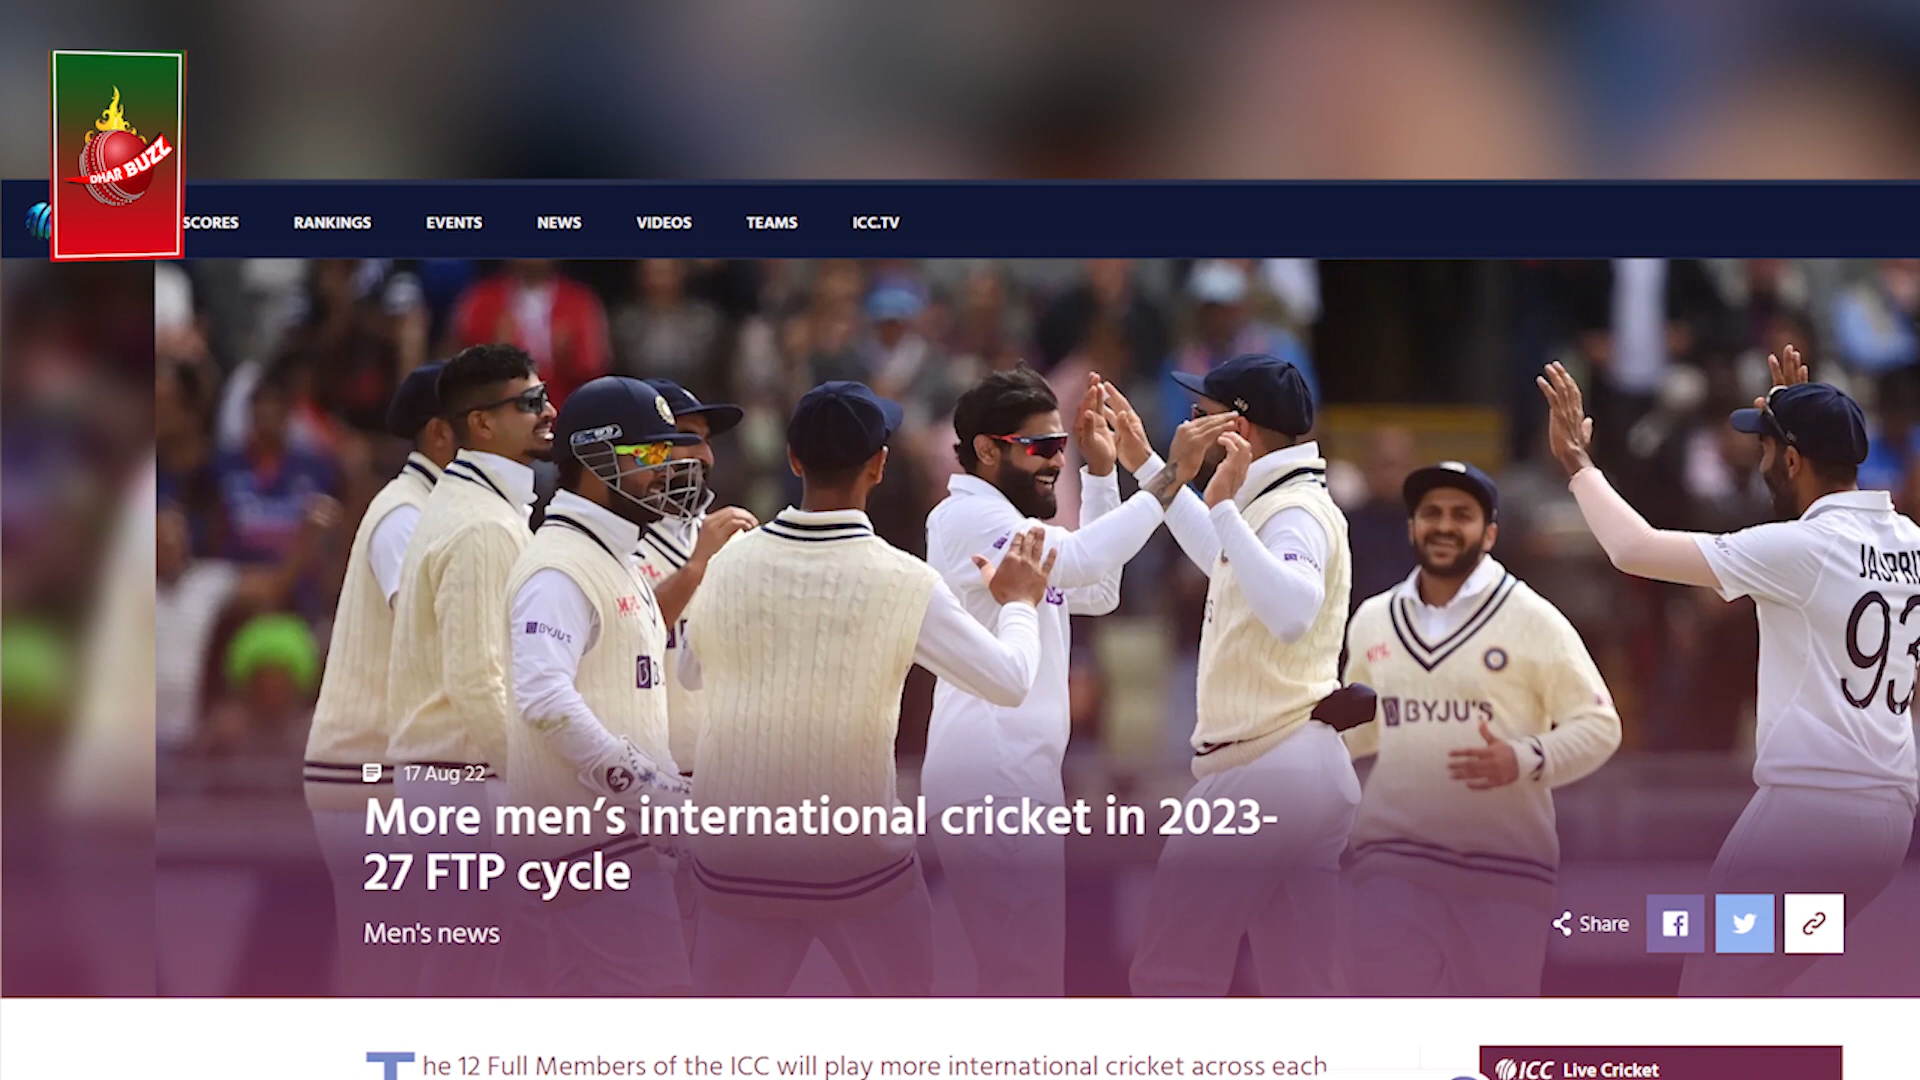 DHAR BUZZ
SCORES RANKINGS EVENTS NEWS VIDEOS TEAMS ICC.TV
BYJU'S
BYJU'S
93
17 Aug 22
More men’s international cricket in 2023-
27 FTP cycle
Men's news
Share
The 12 Full Members of the ICC will play more international cricket across each
ICC Live Cricket